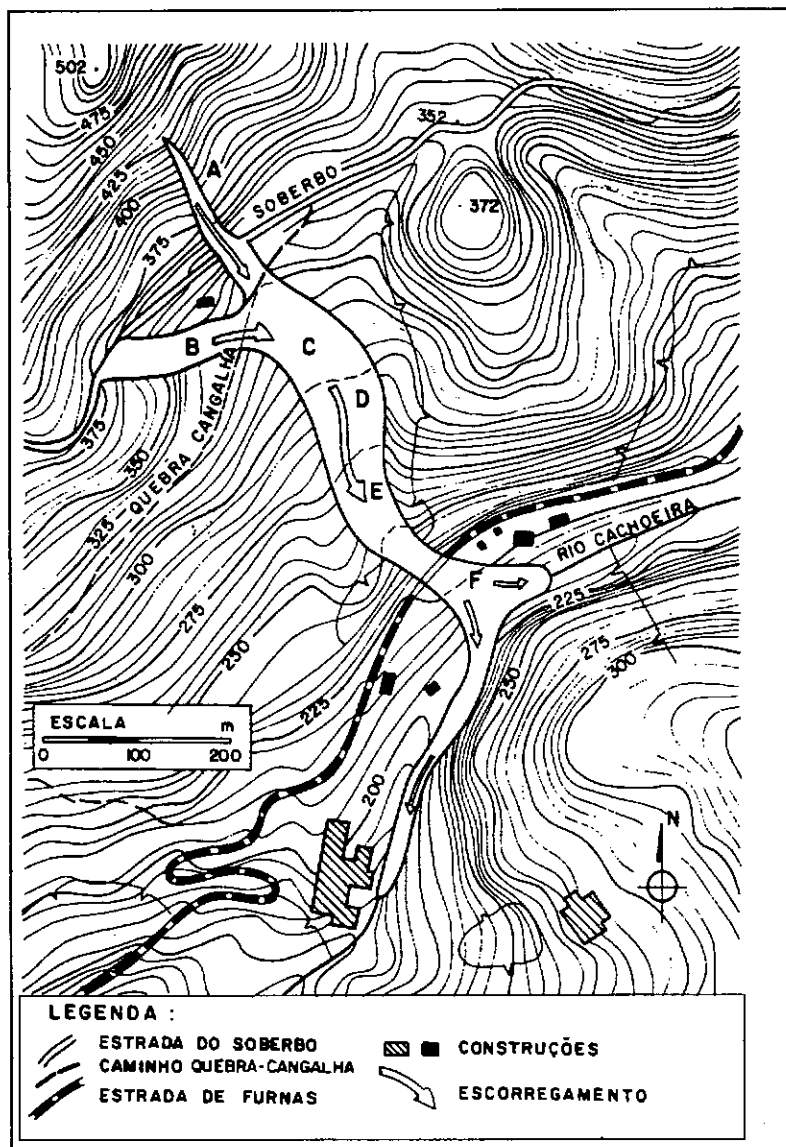 502
475
450
425
400
375
A
SOBERBO
352
372
375
B
C
D
E
F
QUEBRA CANGALHA
350
325
300
275
250
225
RIO CACHOEIRA
225
275
300
250
200
ESCALA m
0 100 200
N
LEGENDA :
ESTRADA DO SOBERBO
CAMINHO QUEBRA-CANGALHA
ESTRADA DE FURNAS
CONSTRUÇÕES
ESCORREGAMENTO